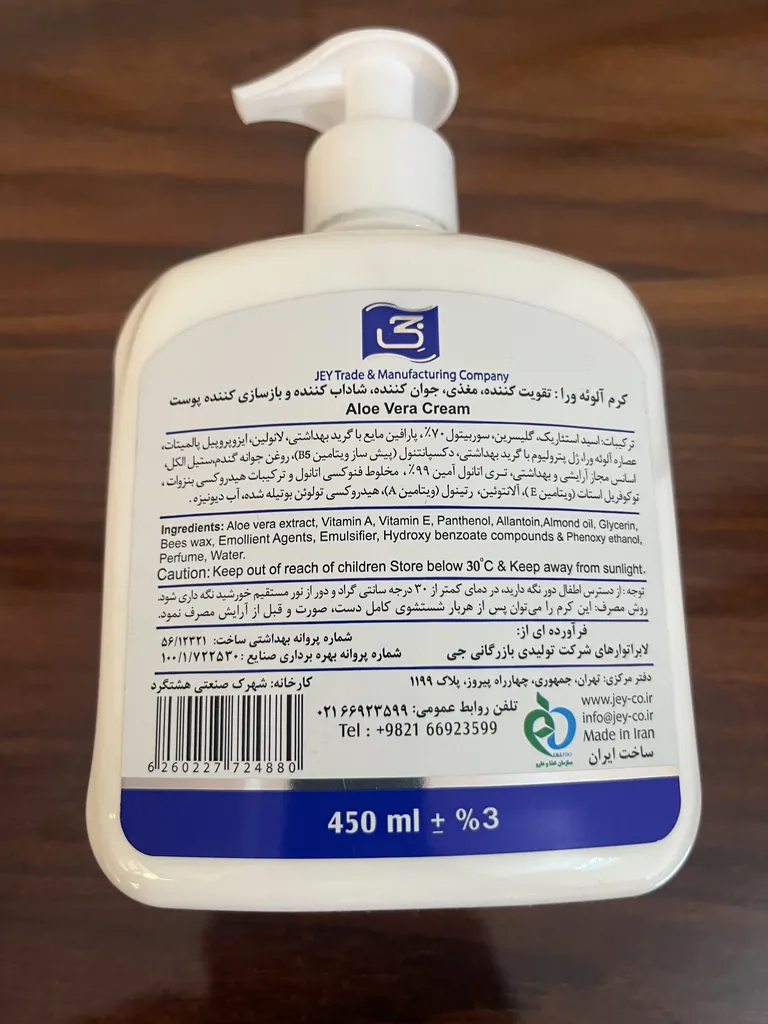 JEY Trade & Manufacturing Company
کرم آلوئه ورا: تقویت کننده، مغذی، جوان کننده، شاداب کننده و بازسازی کننده پوست
Aloe Vera Cream
ترکیبات: اسید استئاریک، گلیسرین، سوربیتول ۷۰٪، پارافین مایع با گرید بهداشتی، لانولین، ایزوپروپیل پالمیتات،
عصاره آلوئه ورا، ژل پترولیوم با گرید بهداشتی، دکسپانتنول (پیش ساز ویتامین B5)، روغن جوانه گندم، ستیل الکل،
اسانس مجاز آرایشی و بهداشتی، تری اتانول آمین ۹۹٪، مخلوط فنوکسی اتانول و ترکیبات هیدروکسی بنزوات،
توکوفریل استات (ویتامین E)، آلانتوئین، رتینول (ویتامین A)، هیدروکسی تولوئن بوتیله شده، آب دیونیزه.
Ingredients: Aloe vera extract, Vitamin A, Vitamin E, Panthenol, Allantoin,Almond oil, Glycerin,
Bees wax, Emollient Agents, Emulsifier, Hydroxy benzoate compounds & Phenoxy ethanol,
Perfume, Water.
Caution: Keep out of reach of children Store below 30°C & Keep away from sunlight.
توجه: از دسترس اطفال دور نگه دارید، در دمای کمتر از ۳۰ درجه سانتی گراد و دور از نور مستقیم خورشید نگه داری شود.
روش مصرف: این کرم را می‌توان پس از هربار شستشوی کامل دست، صورت و قبل از آرایش مصرف نمود.
فرآورده ای از:
لابراتوارهای شرکت تولیدی بازرگانی جی
شماره پروانه بهداشتی ساخت: ۵۶/۱۲۳۲۱
شماره پروانه بهره برداری صنایع: ۱۰۰/۱/۷۲۲۵۳۰
دفتر مرکزی: تهران، جمهوری، چهارراه پیروز، پلاک ۱۱۹۹
کارخانه: شهرک صنعتی هشتگرد
تلفن روابط عمومی: ۰۲۱۶۶۹۲۳۵۹۹
Tel : +9821 66923599
www.jey-co.ir
info@jey-co.ir
Made in Iran
ساخت ایران
سازمان غذا و دارو
6 260227 724880
450 ml ± %3